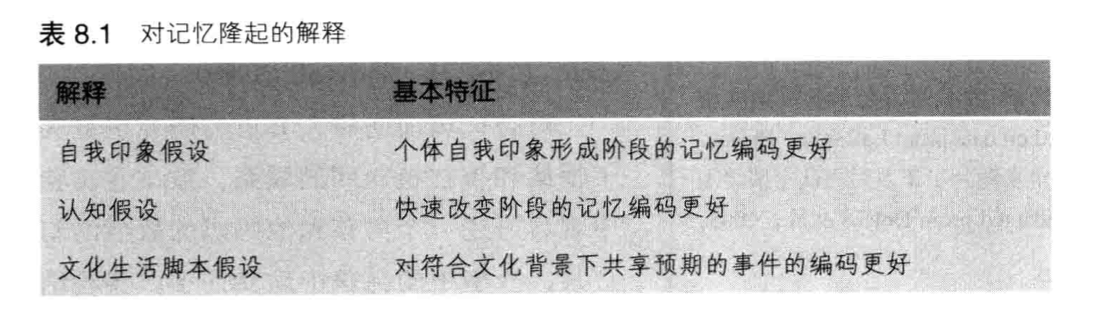 表 8.1 对记忆隆起的解释
解释 基本特征
自我印象假设 个体自我印象形成阶段的记忆编码更好
认知假设 快速改变阶段的记忆编码更好
文化生活脚本假设 对符合文化背景下共享预期的事件的编码更好